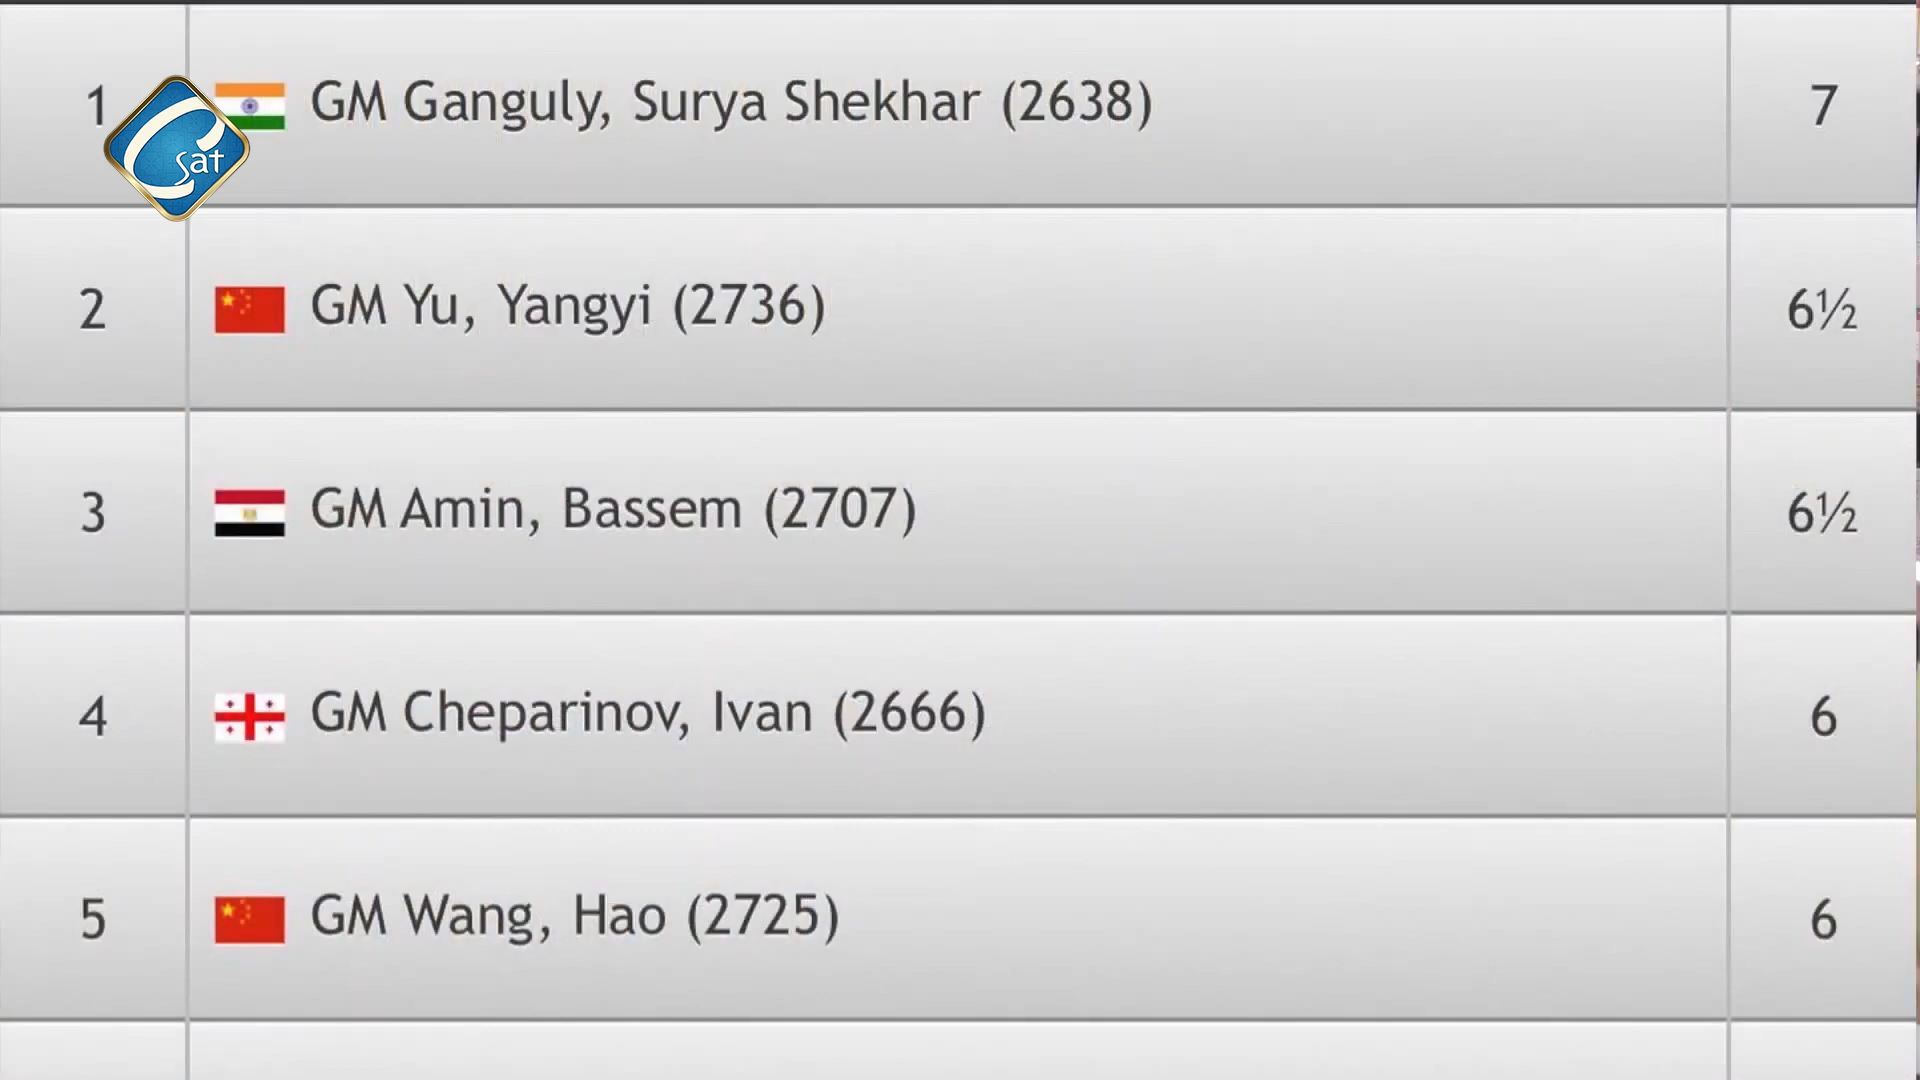 1 GM Ganguly, Surya Shekhar (2638) 7
C sat
2 GM Yu, Yangyi (2736) 6½
3 GM Amin, Bassem (2707) 6½
4 GM Cheparinov, Ivan (2666) 6
5 GM Wang, Hao (2725) 6